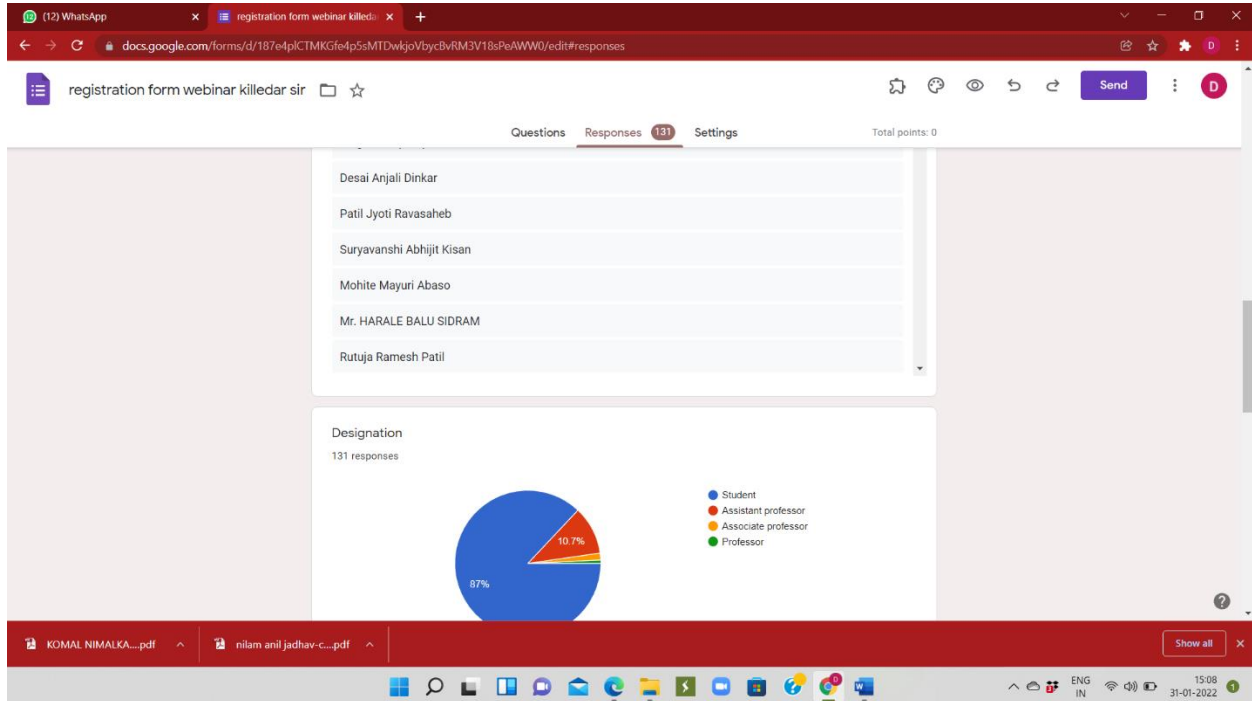 (12) WhatsApp
registration form webinar killeda
docs.google.com/forms/d/187e4plCTMKGfe4p5sMTDwkjoVbycBvRM3V18sPeAWW0/edit#responses
D
registration form webinar killedar sir
Send
D
Questions Responses 131 Settings
Total points: 0
Desai Anjali Dinkar
Patil Jyoti Ravasaheb
Suryavanshi Abhijit Kisan
Mohite Mayuri Abaso
Mr. HARALE BALU SIDRAM
Rutuja Ramesh Patil
Designation
131 responses
Student
Assistant professor
Associate professor
Professor
10.7%
87%
KOMAL NIMALKA....pdf
nilam anil jadhav-c....pdf
Show all
ENG
IN
15:08
31-01-2022
1